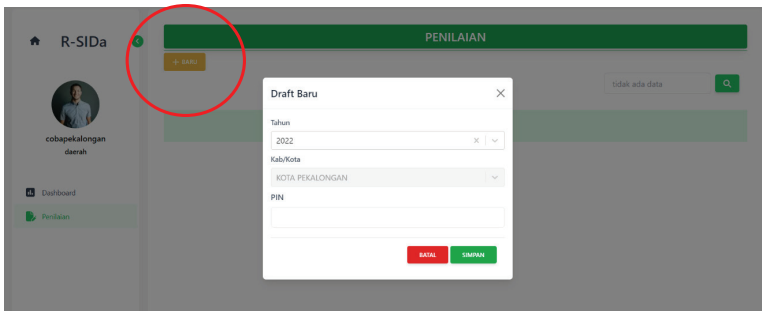 R-SIDa
cobapekalongan
daerah
Dashboard
Penilaian
PENILAIAN
+ BARU
tidak ada data
Draft Baru
Tahun
2022
Kab/Kota
KOTA PEKALONGAN
PIN
BATAL
SIMPAN